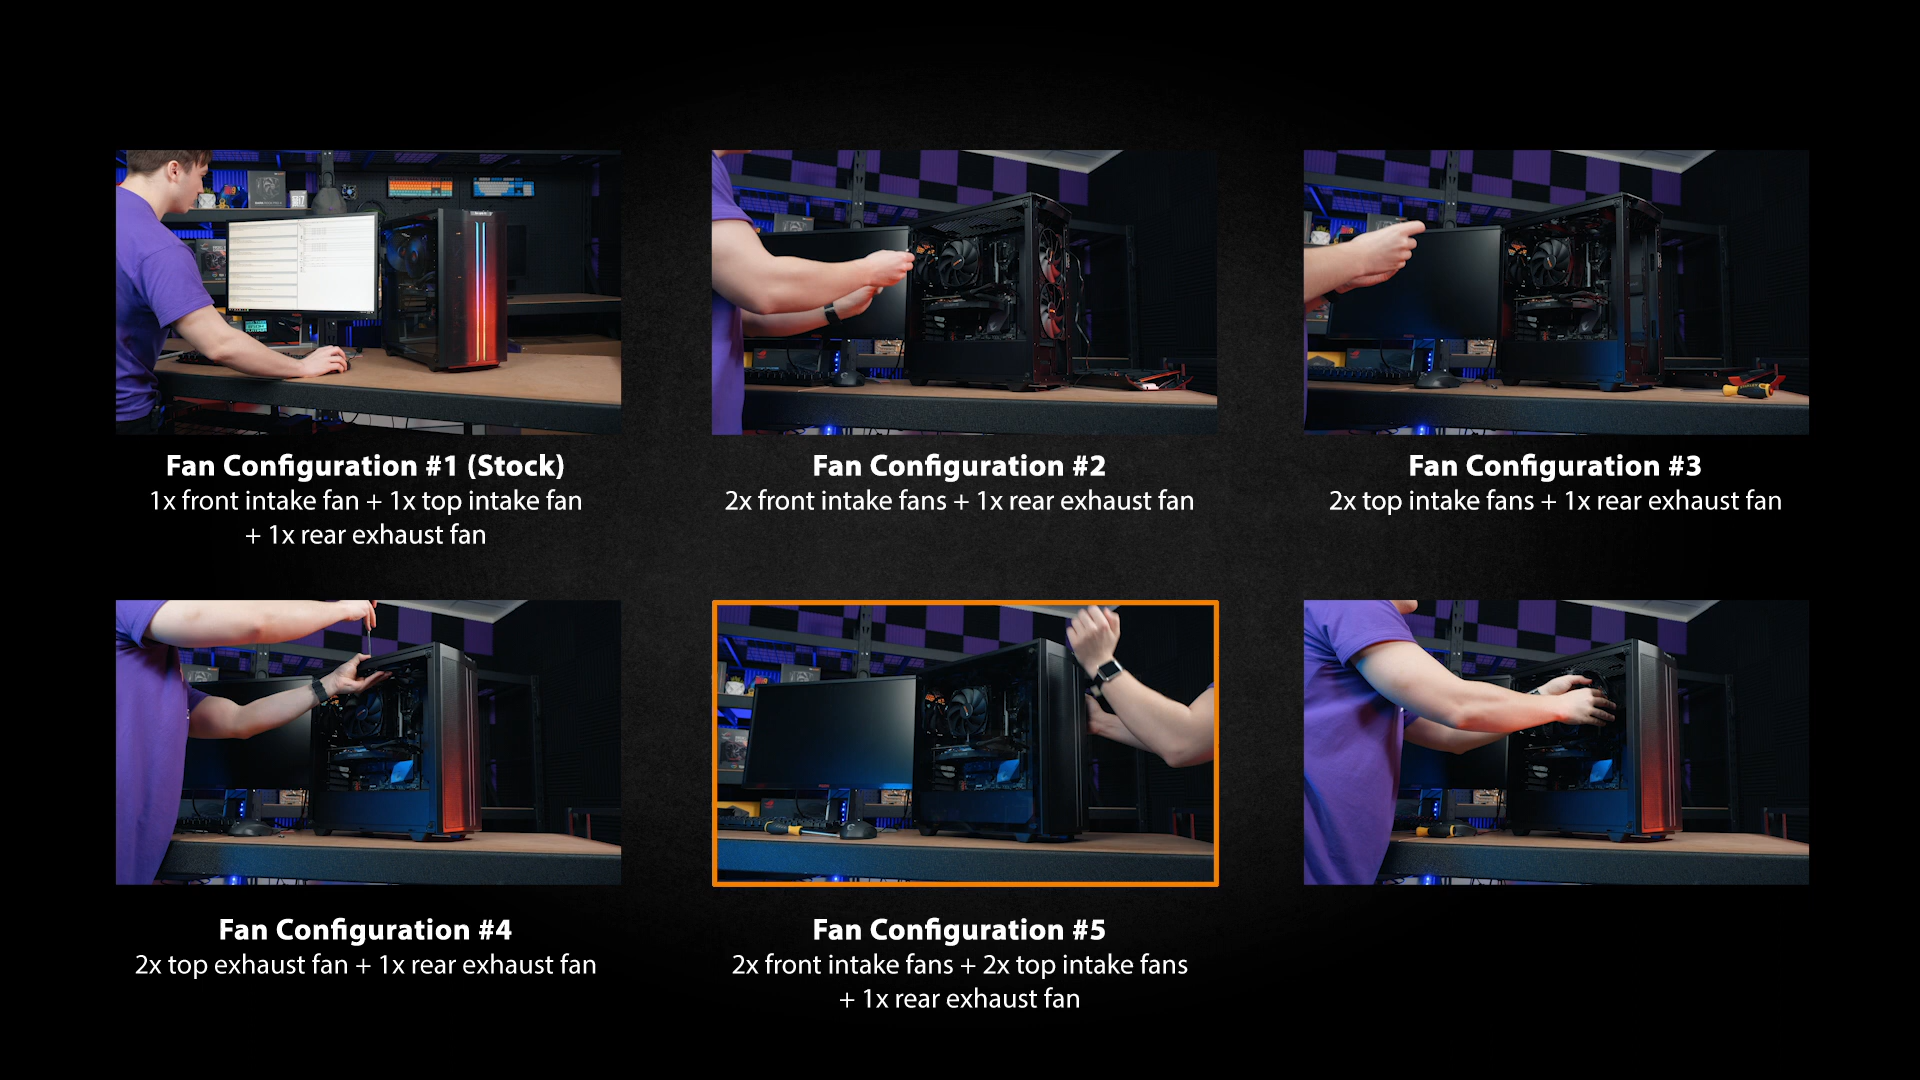 Fan Configuration #1 (Stock)
1x front intake fan + 1x top intake fan
+ 1x rear exhaust fan
Fan Configuration #2
2x front intake fans + 1x rear exhaust fan
Fan Configuration #3
2x top intake fans + 1x rear exhaust fan
Fan Configuration #4
2x top exhaust fan + 1x rear exhaust fan
Fan Configuration #5
2x front intake fans + 2x top intake fans
+ 1x rear exhaust fan